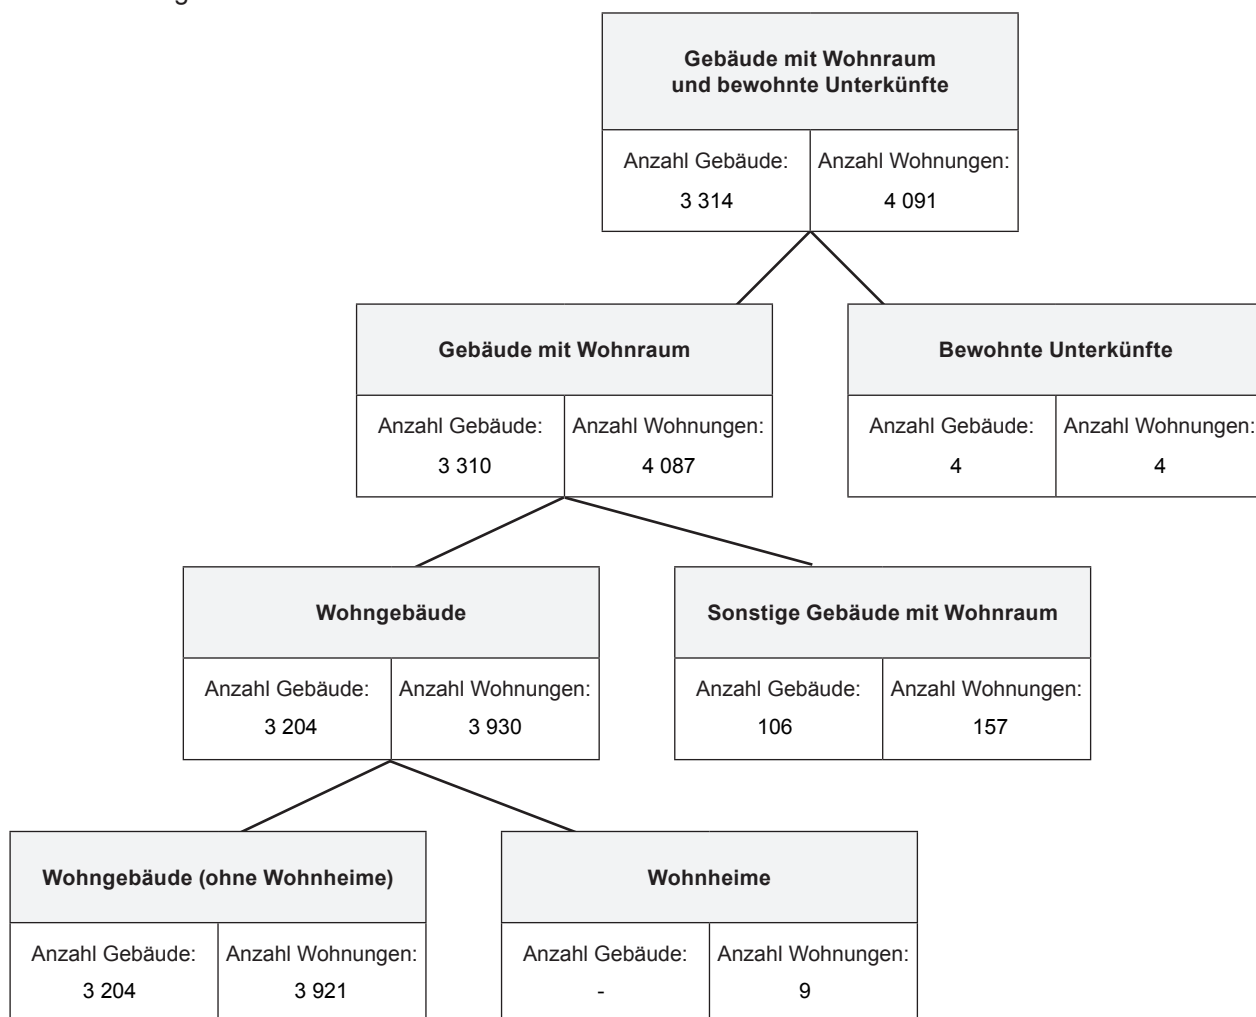 Gebäude mit Wohnraum
und bewohnte Unterkünfte
Anzahl Gebäude: Anzahl Wohnungen:
3 314 4 091
Gebäude mit Wohnraum Bewohnte Unterkünfte
Anzahl Gebäude: Anzahl Wohnungen: Anzahl Gebäude: Anzahl Wohnungen:
3 310 4 087 4 4
Wohngebäude Sonstige Gebäude mit Wohnraum
Anzahl Gebäude: Anzahl Wohnungen: Anzahl Gebäude: Anzahl Wohnungen:
3 204 3 930 106 157
Wohngebäude (ohne Wohnheime) Wohnheime
Anzahl Gebäude: Anzahl Wohnungen: Anzahl Gebäude: Anzahl Wohnungen:
3 204 3 921 - 9